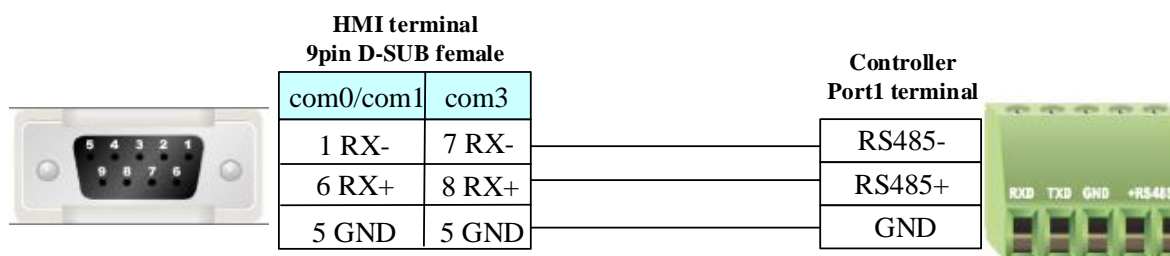 HMI terminal
9pin D-SUB female
Controller
Port1 terminal
com0/com1 com3
1 RX- 7 RX-
6 RX+ 8 RX+
5 GND 5 GND
RS485-
RS485+
GND
5 4 3 2 1
9 8 7 6
RXD TXD GND +RS485